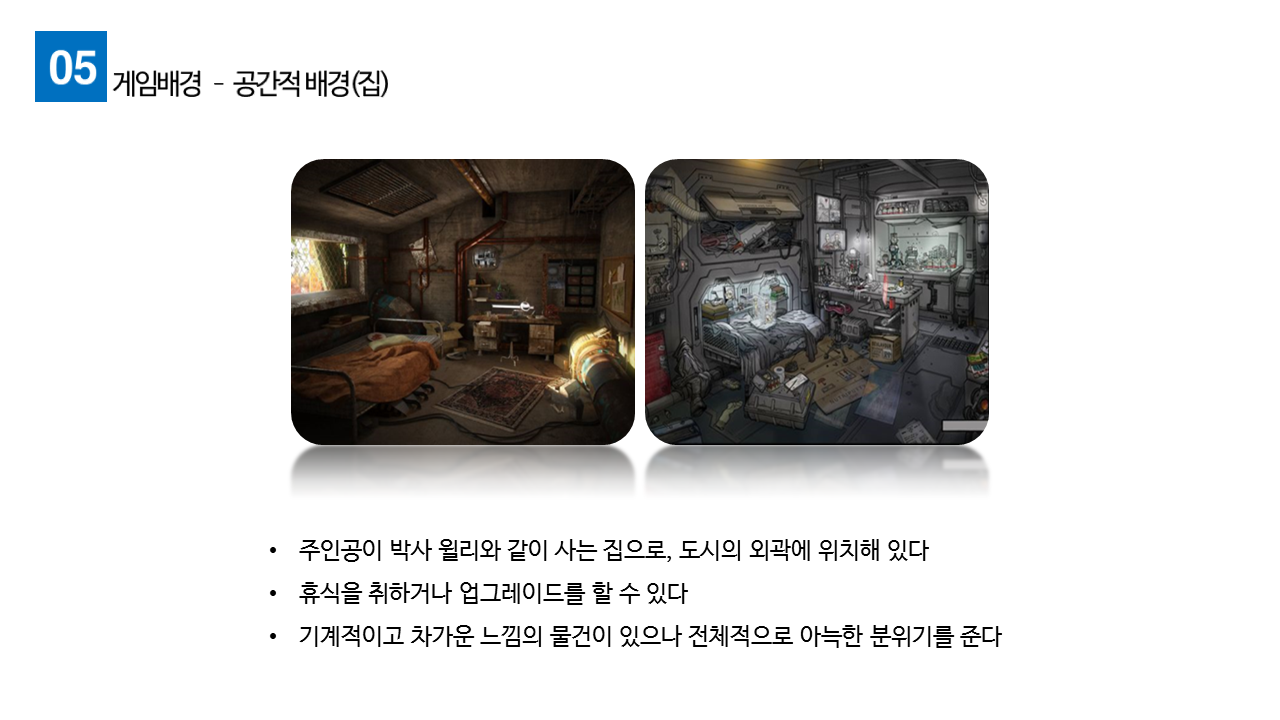 05
게임배경 - 공간적 배경(집)
• 주인공이 박사 윌리와 같이 사는 집으로, 도시의 외곽에 위치해 있다
• 휴식을 취하거나 업그레이드를 할 수 있다
• 기계적이고 차가운 느낌의 물건이 있으나 전체적으로 아늑한 분위기를 준다